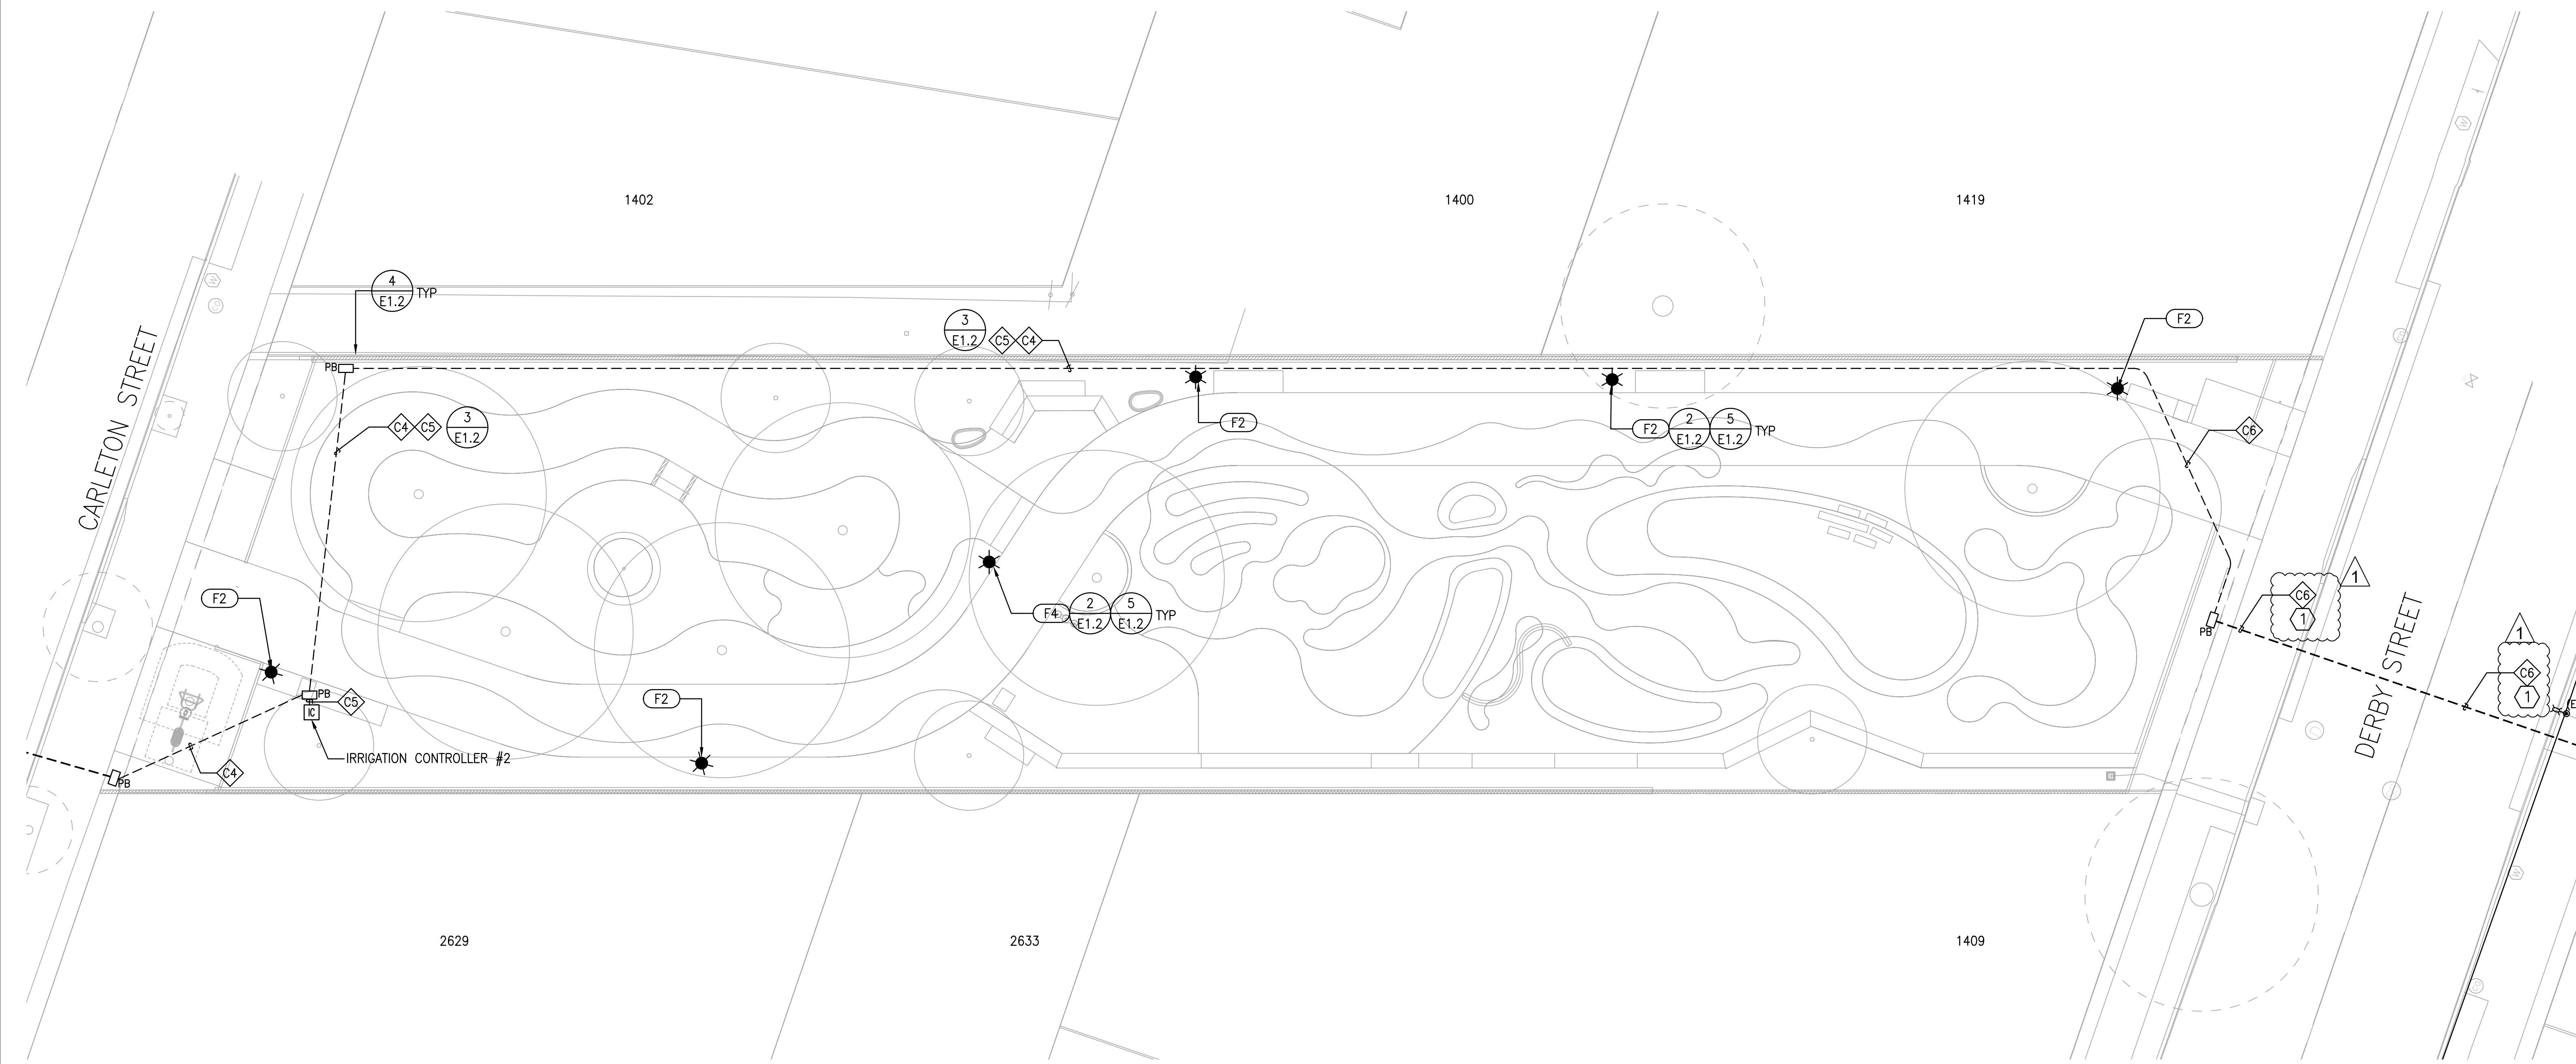 1402
1400
1419
4
E1.2
TYP
3
E1.2
C5
C4
F2
PB
CARLETON STREET
C4
C5
3
E1.2
F2
F2
2
E1.2
5
E1.2
TYP
C6
F2
F4
2
E1.2
5
E1.2
TYP
C6
1
1
PB
DERBY STREET
1
C6
1
F2
PB
C5
IC
IRRIGATION CONTROLLER #2
C4
PB
2629
2633
1409